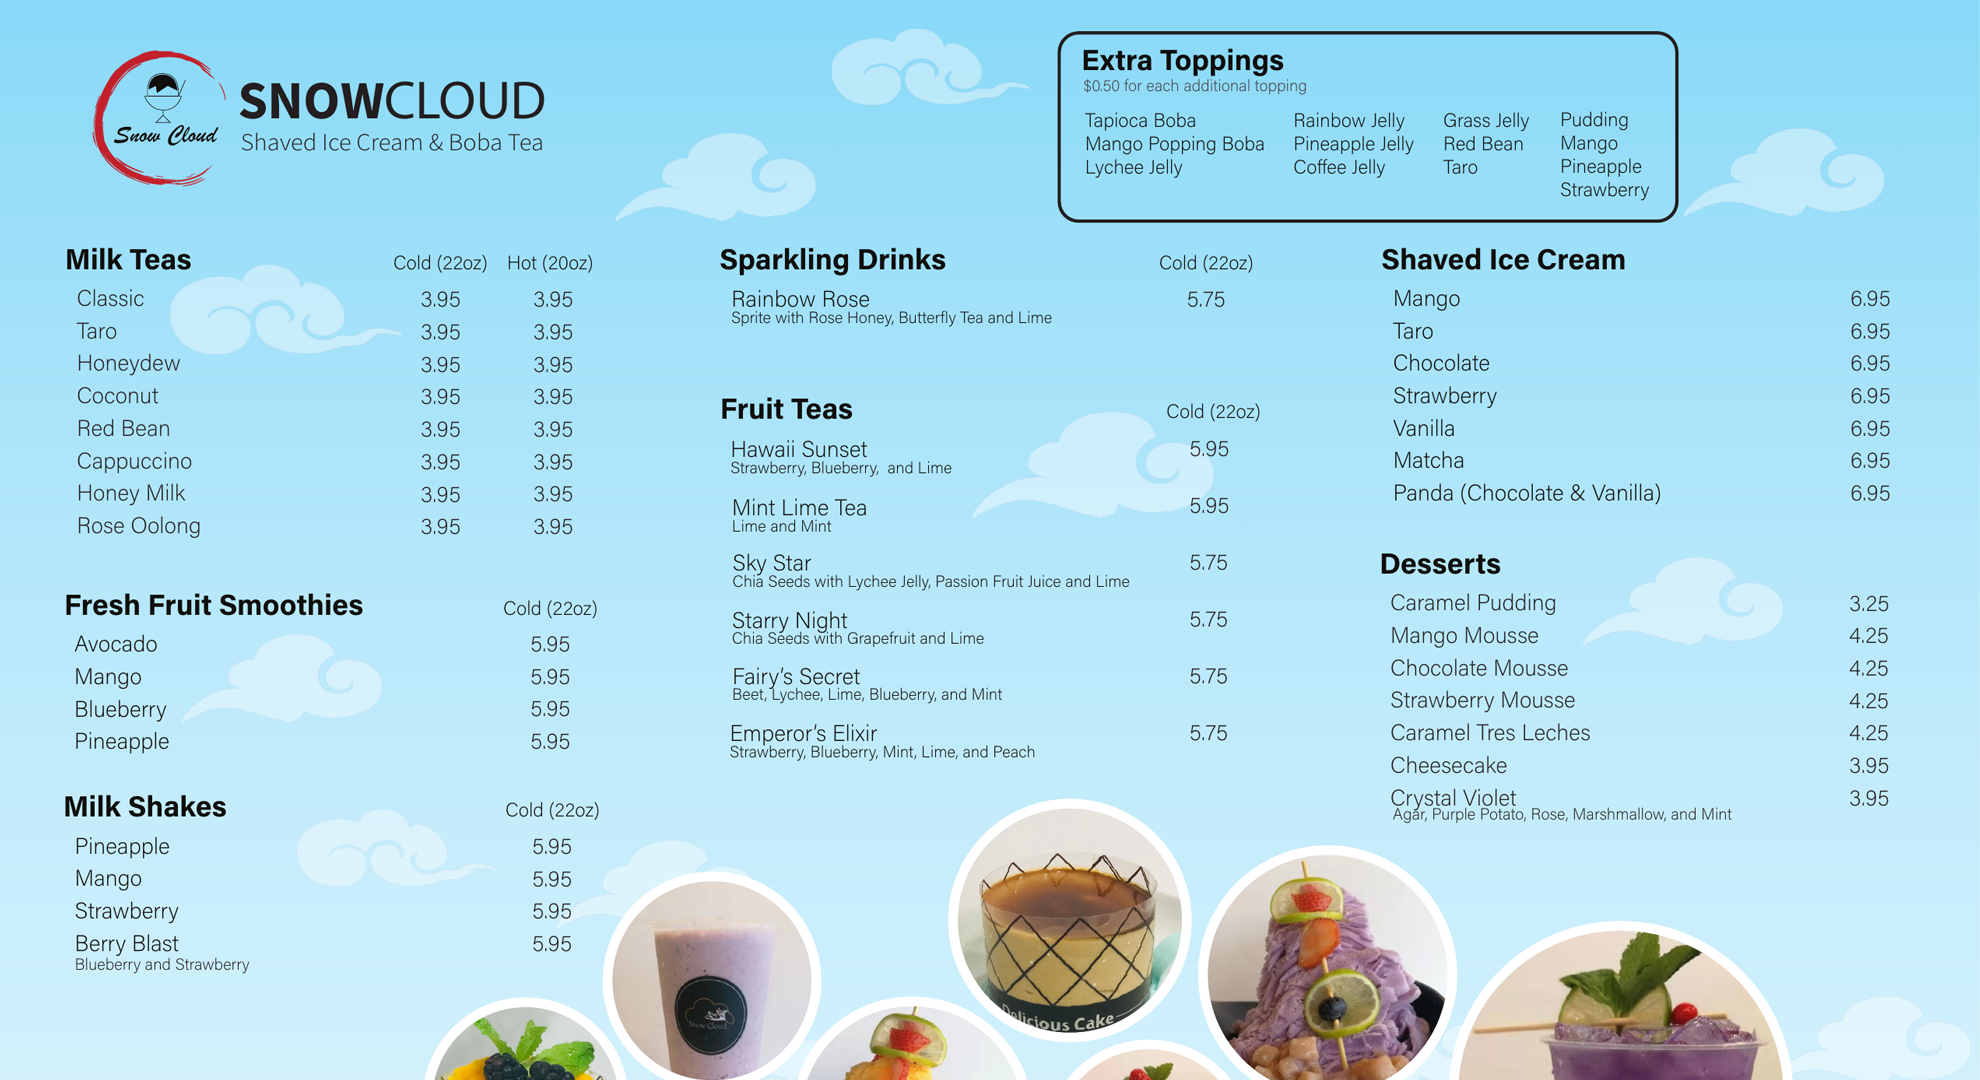 Snow Cloud
SNOWCLOUD
Shaved Ice Cream & Boba Tea
Extra Toppings
$0.50 for each additional topping
Tapioca Boba
Mango Popping Boba
Lychee Jelly
Rainbow Jelly
Pineapple Jelly
Coffee Jelly
Grass Jelly
Red Bean
Taro
Pudding
Mango
Pineapple
Strawberry
Milk Teas Cold (22oz) Hot (20oz)
Classic 3.95 3.95
Taro 3.95 3.95
Honeydew 3.95 3.95
Coconut 3.95 3.95
Red Bean 3.95 3.95
Cappuccino 3.95 3.95
Honey Milk 3.95 3.95
Rose Oolong 3.95 3.95
Fresh Fruit Smoothies Cold (22oz)
Avocado 5.95
Mango 5.95
Blueberry 5.95
Pineapple 5.95
Milk Shakes Cold (22oz)
Pineapple 5.95
Mango 5.95
Strawberry 5.95
Berry Blast 5.95
Blueberry and Strawberry
Sparkling Drinks Cold (22oz)
Rainbow Rose 5.75
Sprite with Rose Honey, Butterfly Tea and Lime
Fruit Teas Cold (22oz)
Hawaii Sunset 5.95
Strawberry, Blueberry, and Lime
Mint Lime Tea 5.95
Lime and Mint
Sky Star 5.75
Chia Seeds with Lychee Jelly, Passion Fruit Juice and Lime
Starry Night 5.75
Chia Seeds with Grapefruit and Lime
Fairy's Secret 5.75
Beet, Lychee, Lime, Blueberry, and Mint
Emperor's Elixir 5.75
Strawberry, Blueberry, Mint, Lime, and Peach
Shaved Ice Cream
Mango 6.95
Taro 6.95
Chocolate 6.95
Strawberry 6.95
Vanilla 6.95
Matcha 6.95
Panda (Chocolate & Vanilla) 6.95
Desserts
Caramel Pudding 3.25
Mango Mousse 4.25
Chocolate Mousse 4.25
Strawberry Mousse 4.25
Caramel Tres Leches 4.25
Cheesecake 3.95
Crystal Violet 3.95
Agar, Purple Potato, Rose, Marshmallow, and Mint
Snow Cloud
Delicious Cake